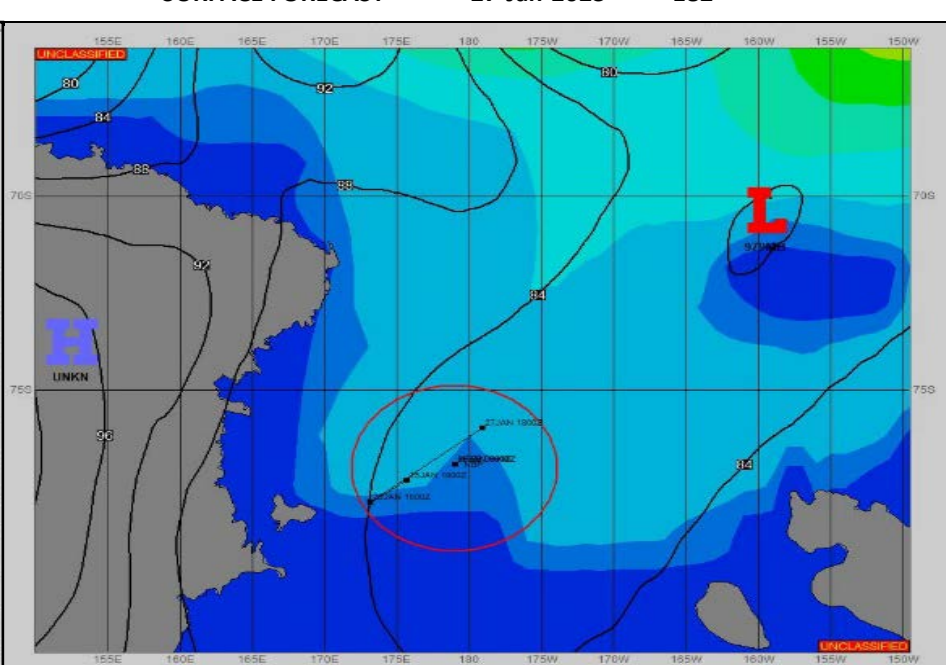 155E 160E 165E 170E 175E 180 175W 170W 165W 160W 155W 150W
UNCLASSIFIED
80
92
80
84
88
88
70S
70S
L
92
84
H
UNKN
75S
75S
96
27JAN 1800Z
84
25JAN 1800Z
UNCLASSIFIED
155E 160E 165E 170E 175E 180 175W 170W 165W 160W 155W 150W